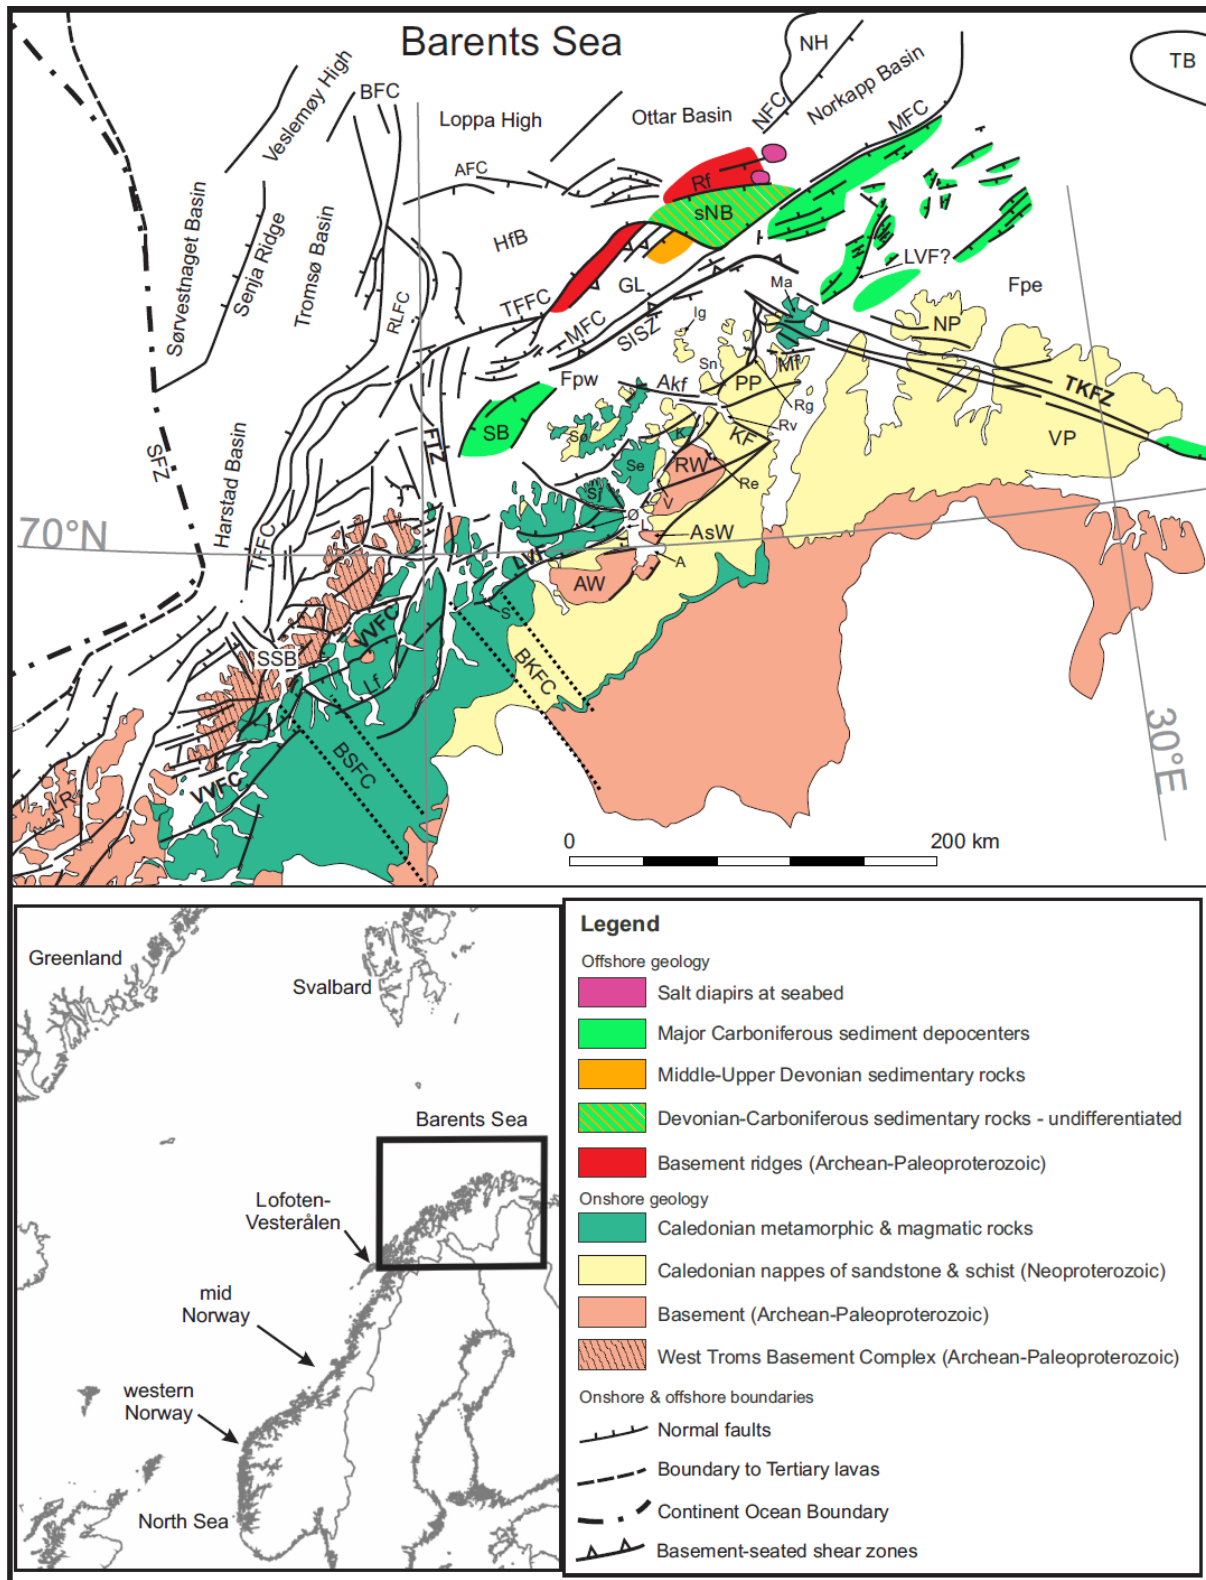 Barents Sea
NH
TB
Veslemøy High
BFC
Loppa High
Ottar Basin
NFC
Norkapp Basin
MFC
AFC
Rf
sNB
Sørvestnaget Basin
Senja Ridge
Tromsø Basin
HfB
RLFC
TFFC
GL
MFC
SISZ
LVF?
Ma
Fpe
Ig
NP
Fpw
Akf
Sn
PP
Mf
TKFZ
SB
Sø
K
Rg
Rv
KF
VP
SFZ
Harstad Basin
FTZ
Se
RW
Re
Sj
V
Ø
L
70°N
TFFC
LVF
AsW
A
AW
S
VVFC
SSB
Lf
BKFC
BSFC
VVFC
LR
30°E
0 200 km
Greenland
Svalbard
Barents Sea
Lofoten-
Vesterålen
mid
Norway
western
Norway
North Sea
Legend
Offshore geology
Salt diapirs at seabed
Major Carboniferous sediment depocenters
Middle-Upper Devonian sedimentary rocks
Devonian-Carboniferous sedimentary rocks - undifferentiated
Basement ridges (Archean-Paleoproterozoic)
Onshore geology
Caledonian metamorphic & magmatic rocks
Caledonian nappes of sandstone & schist (Neoproterozoic)
Basement (Archean-Paleoproterozoic)
West Troms Basement Complex (Archean-Paleoproterozoic)
Onshore & offshore boundaries
Normal faults
Boundary to Tertiary lavas
Continent Ocean Boundary
Basement-seated shear zones